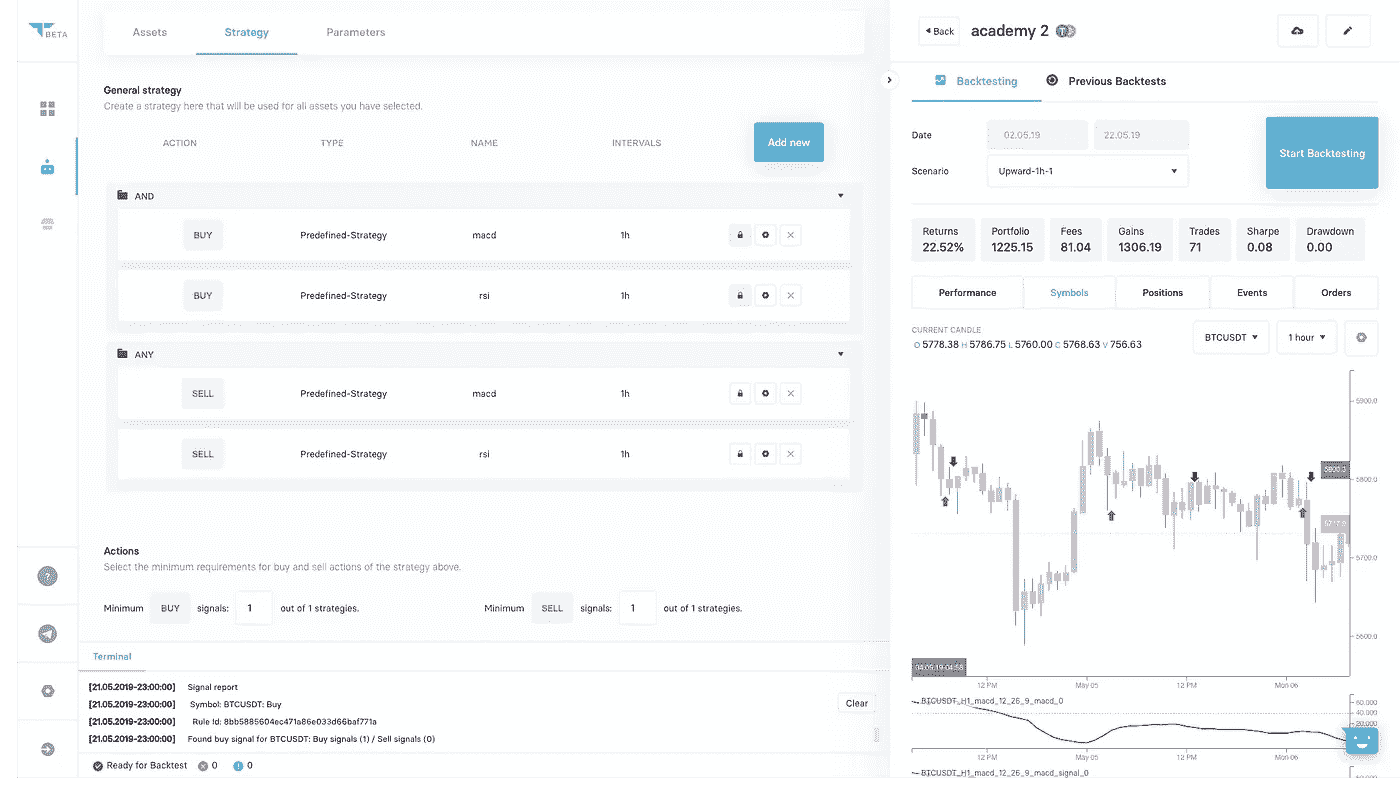 BETA
Assets Strategy Parameters
General strategy
Create a strategy here that will be used for all assets you have selected.
ACTION TYPE NAME INTERVALS Add new
AND
BUY Predefined-Strategy macd 1h
BUY Predefined-Strategy rsi 1h
ANY
SELL Predefined-Strategy macd 1h
SELL Predefined-Strategy rsi 1h
Actions
Select the minimum requirements for buy and sell actions of the strategy above.
Minimum BUY signals: 1 out of 1 strategies. Minimum SELL signals: 1 out of 1 strategies.
Terminal
[21.05.2019-23:00:00] Signal report
[21.05.2019-23:00:00] Symbol: BTCUSDT: Buy
[21.05.2019-23:00:00] Rule Id: 8bb5885604ec471a86e033d66baf771a
[21.05.2019-23:00:00] Found buy signal for BTCUSDT: Buy signals (1) / Sell signals (0)
Clear
Ready for Backtest 0 0
Back academy 2
Backtesting Previous Backtests
Date 02.05.19 22.05.19
Scenario Upward-1h-1
Start Backtesting
Returns Portfolio Fees Gains Trades Sharpe Drawdown
22.52% 1225.15 81.04 1306.19 71 0.08 0.00
Performance Symbols Positions Events Orders
CURRENT CANDLE
O 5778.38 H 5786.75 L 5760.00 C 5768.63 V 756.63
BTCUSDT 1 hour
5900.0
5800.3
5800.0
5717.0
5700.0
5600.0
04.05.19-04:58
12 PM May 05 12 PM Mon 06
BTCUSDT_H1_macd_12_26_9_macd_0
60.000
40.000
20.000
12 PM May 05 12 PM Mon 06
BTCUSDT_H1_macd_12_26_9_macd_signal_0